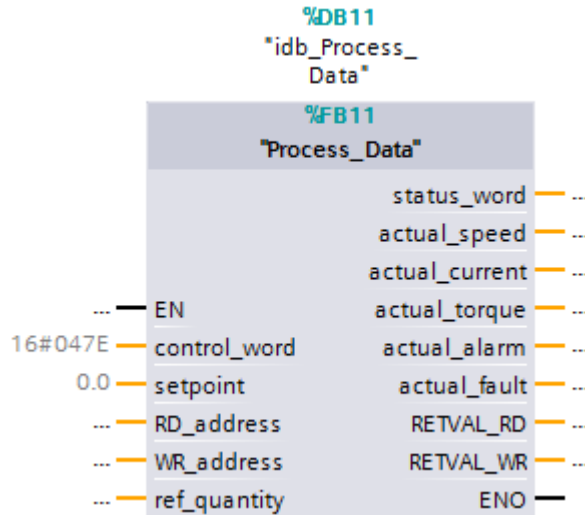 %DB11
"idb_Process_
Data"
%FB11
"Process_Data"
status_word ...
actual_speed ...
actual_current ...
... EN actual_torque ...
16#047E control_word actual_alarm ...
0.0 setpoint actual_fault ...
... RD_address RETVAL_RD ...
... WR_address RETVAL_WR ...
... ref_quantity ENO